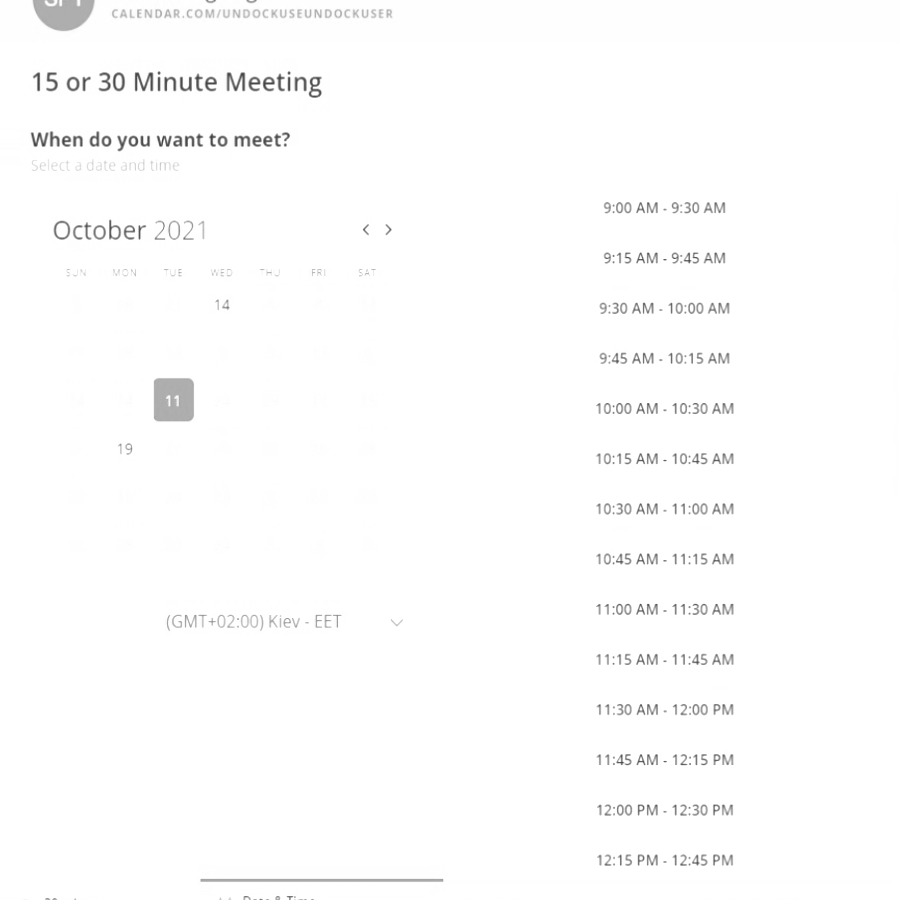 CALENDAR.COM/UNDOCKUSEUNDOCKUSER
15 or 30 Minute Meeting
When do you want to meet?
Select a date and time
October 2021
SUN MON TUE WED THU FRI SAT
14
11
19
(GMT+02:00) Kiev - EET
9:00 AM - 9:30 AM
9:15 AM - 9:45 AM
9:30 AM - 10:00 AM
9:45 AM - 10:15 AM
10:00 AM - 10:30 AM
10:15 AM - 10:45 AM
10:30 AM - 11:00 AM
10:45 AM - 11:15 AM
11:00 AM - 11:30 AM
11:15 AM - 11:45 AM
11:30 AM - 12:00 PM
11:45 AM - 12:15 PM
12:00 PM - 12:30 PM
12:15 PM - 12:45 PM
Date & Time